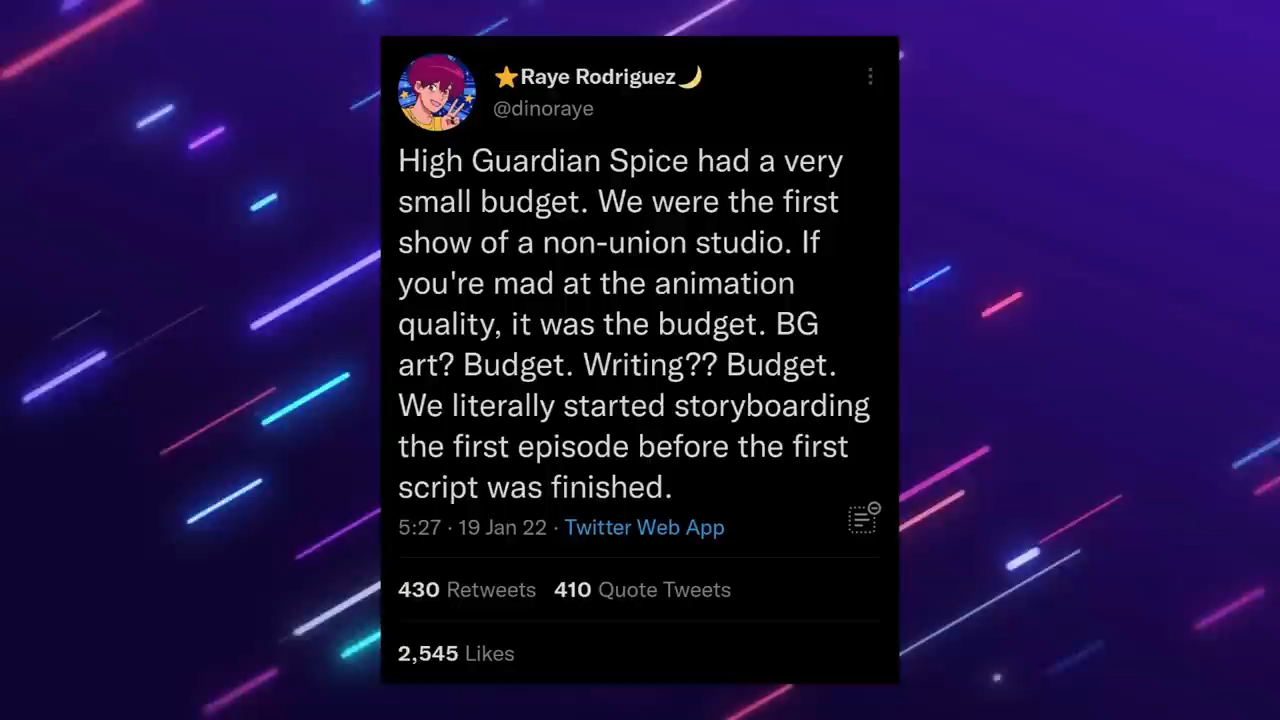 ⭐Raye Rodriguez🌙
@dinoraye
High Guardian Spice had a very
small budget. We were the first
show of a non-union studio. If
you're mad at the animation
quality, it was the budget. BG
art? Budget. Writing?? Budget.
We literally started storyboarding
the first episode before the first
script was finished.
5:27 · 19 Jan 22 · Twitter Web App
430 Retweets 410 Quote Tweets
2,545 Likes